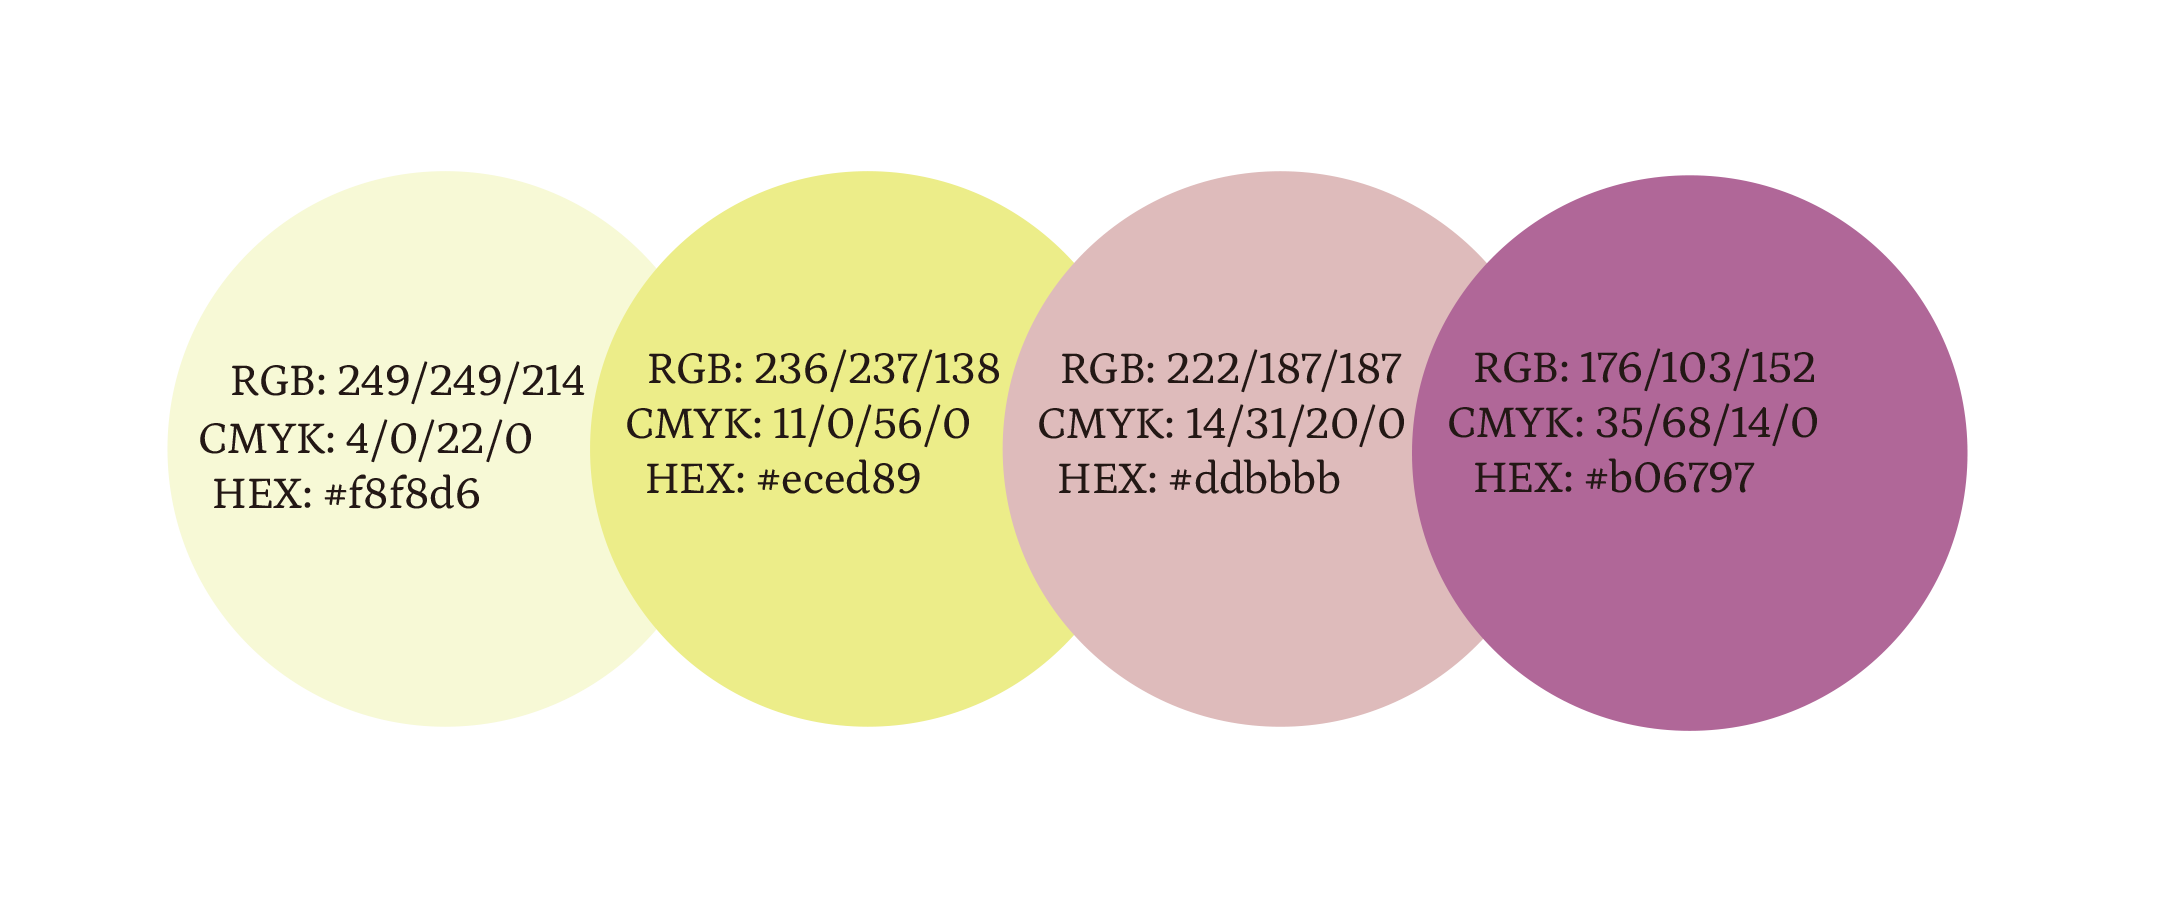 RGB: 249/249/214
CMYK: 4/0/22/0
HEX: #f8f8d6
RGB: 236/237/138
CMYK: 11/0/56/0
HEX: #eced89
RGB: 222/187/187
CMYK: 14/31/20/0
HEX: #ddbbbb
RGB: 176/103/152
CMYK: 35/68/14/0
HEX: #b06797